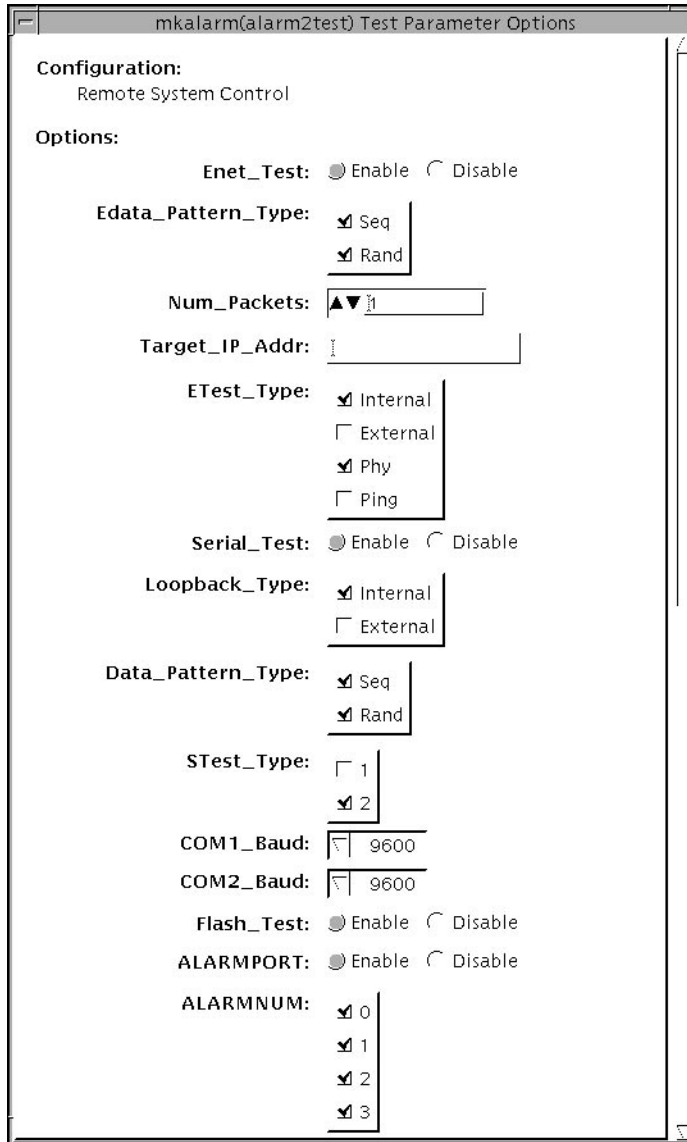 mkalarm(alarm2test) Test Parameter Options
Configuration:
Remote System Control
Options:
Enet_Test: Enable Disable
Edata_Pattern_Type: Seq
Rand
Num_Packets: 1
Target_IP_Addr:
ETest_Type: Internal
External
Phy
Ping
Serial_Test: Enable Disable
Loopback_Type: Internal
External
Data_Pattern_Type: Seq
Rand
STest_Type: 1
2
COM1_Baud: 9600
COM2_Baud: 9600
Flash_Test: Enable Disable
ALARMPORT: Enable Disable
ALARMNUM: 0
1
2
3